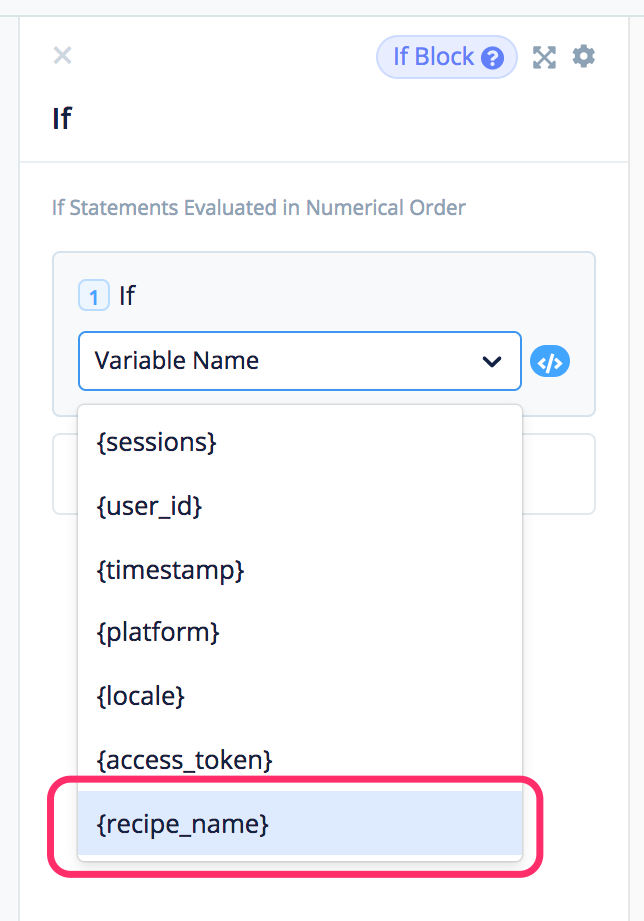 If Block ?
If
If Statements Evaluated in Numerical Order
1 If
Variable Name
</>
{sessions}
{user_id}
{timestamp}
{platform}
{locale}
{access_token}
{recipe_name}